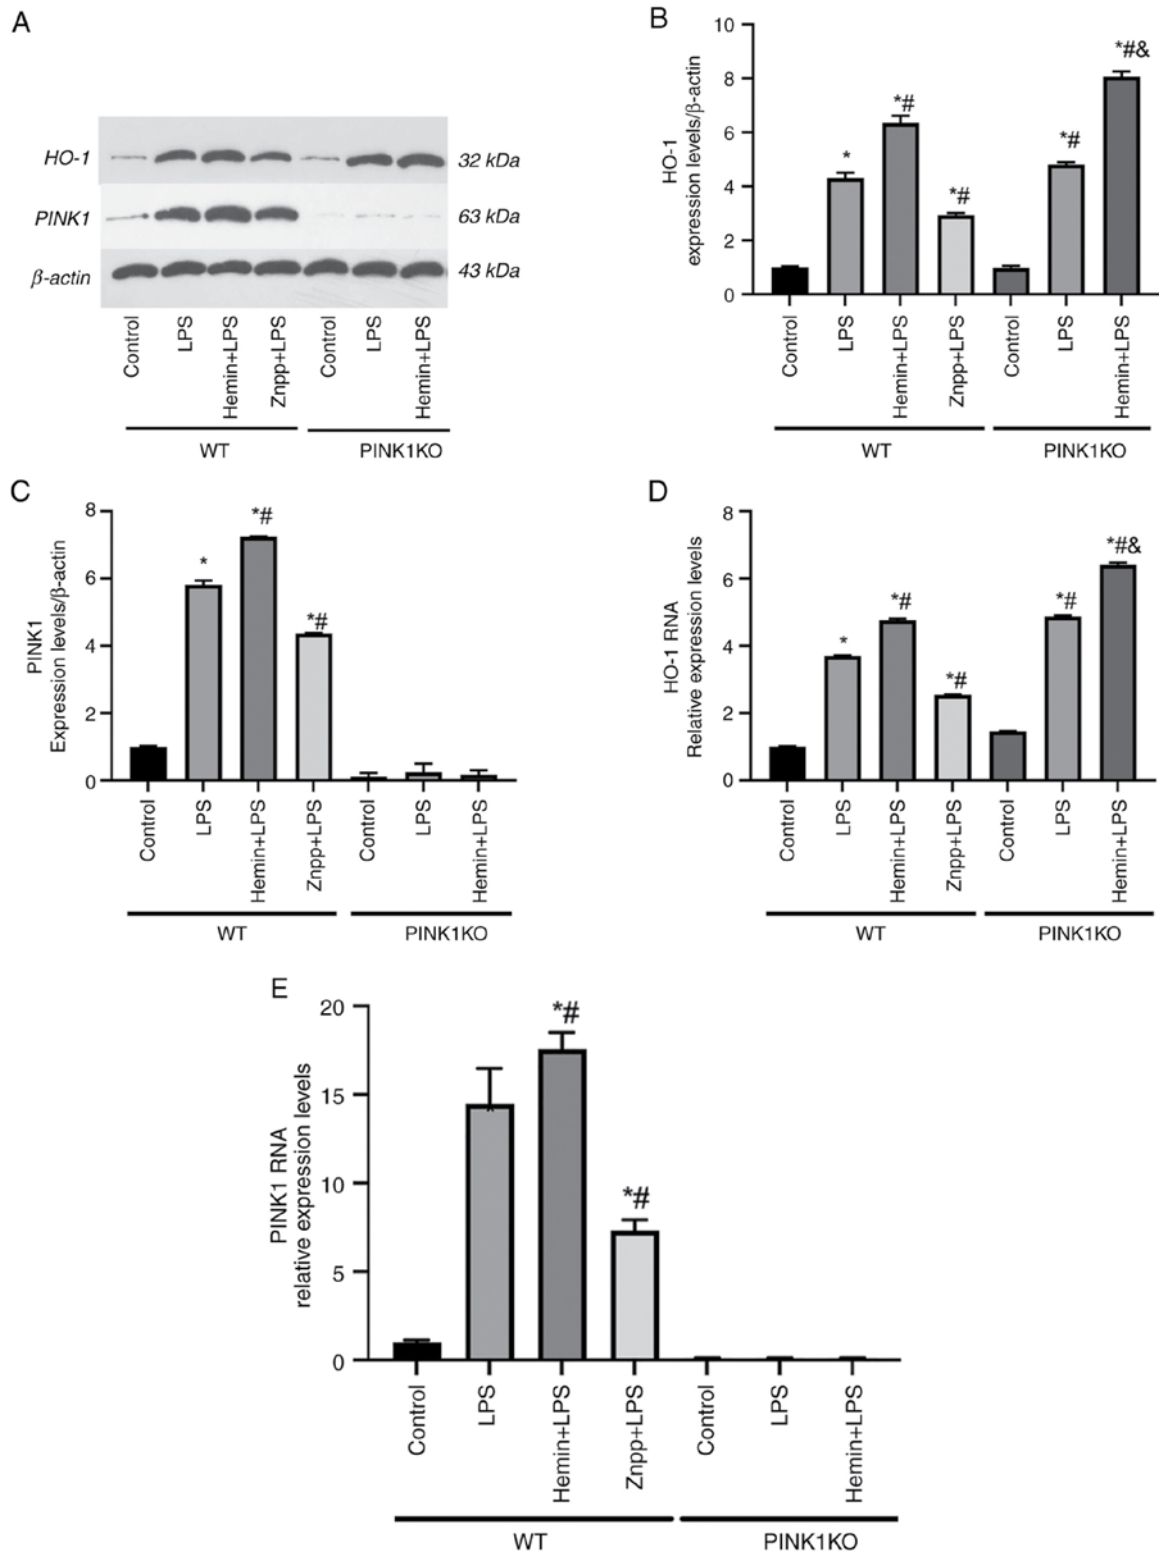 A
HO-1
32 kDa
PINK1
63 kDa
β-actin
43 kDa
Control
LPS
Hemin+LPS
Znpp+LPS
Control
LPS
Hemin+LPS
WT
PINK1KO
B
HO-1
expression levels/β-actin
10
8
6
4
2
0
*
*#
*#
*#
*#&
Control
LPS
Hemin+LPS
Znpp+LPS
Control
LPS
Hemin+LPS
WT
PINK1KO
C
PINK1
Expression levels/β-actin
8
6
4
2
0
*
*#
*#
Control
LPS
Hemin+LPS
Znpp+LPS
Control
LPS
Hemin+LPS
WT
PINK1KO
D
HO-1 RNA
Relative expression levels
8
6
4
2
0
*
*#
*#
*#
*#&
Control
LPS
Hemin+LPS
Znpp+LPS
Control
LPS
Hemin+LPS
WT
PINK1KO
E
PINK1 RNA
relative expression levels
20
15
10
5
0
*
*#
*#
Control
LPS
Hemin+LPS
Znpp+LPS
Control
LPS
Hemin+LPS
WT
PINK1KO